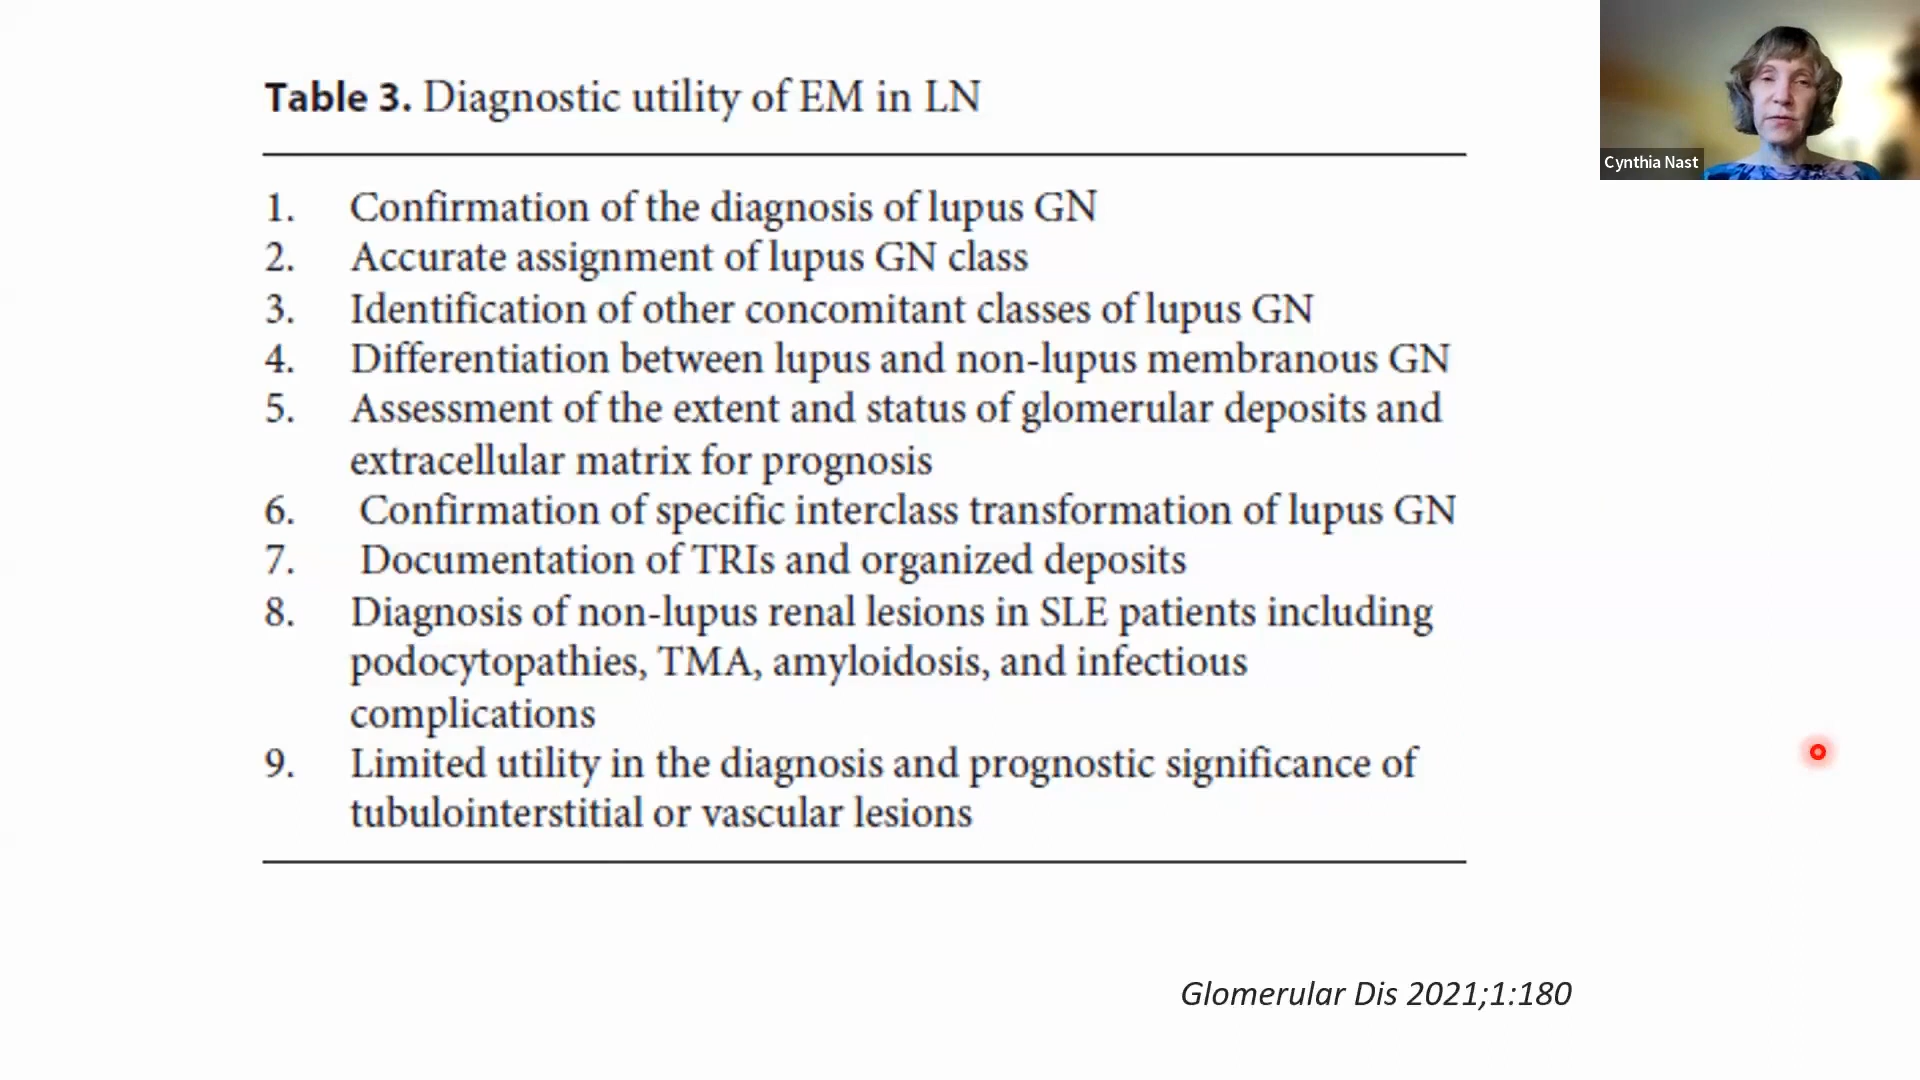 Table 3. Diagnostic utility of EM in LN
Cynthia Nast
1. Confirmation of the diagnosis of lupus GN
2. Accurate assignment of lupus GN class
3. Identification of other concomitant classes of lupus GN
4. Differentiation between lupus and non-lupus membranous GN
5. Assessment of the extent and status of glomerular deposits and
extracellular matrix for prognosis
6. Confirmation of specific interclass transformation of lupus GN
7. Documentation of TRIs and organized deposits
8. Diagnosis of non-lupus renal lesions in SLE patients including
podocytopathies, TMA, amyloidosis, and infectious
complications
9. Limited utility in the diagnosis and prognostic significance of
tubulointerstitial or vascular lesions
Glomerular Dis 2021;1:180